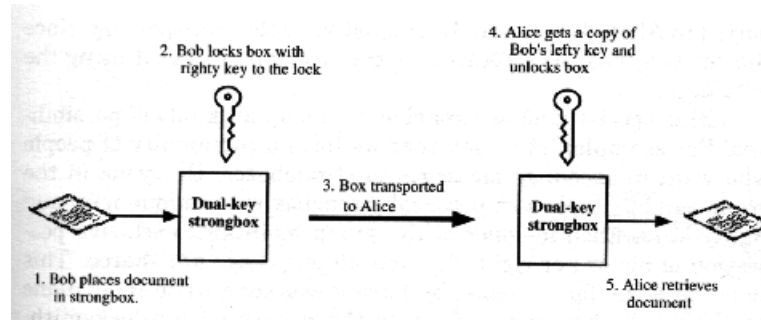 2. Bob locks box with
righty key to the lock
4. Alice gets a copy of
Bob's lefty key and
unlocks box
Dual-key
strongbox
3. Box transported
to Alice
Dual-key
strongbox
1. Bob places document
in strongbox.
5. Alice retrieves
document